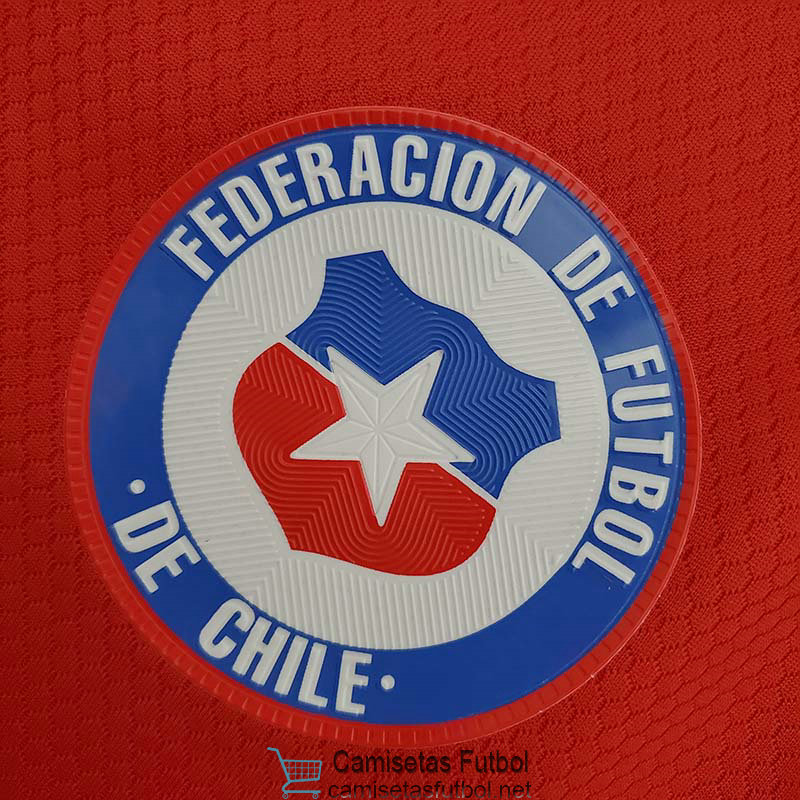 FEDERACION DE FUTBOL
· DE CHILE ·
Camisetas Futbol
camisetasfutbol.net